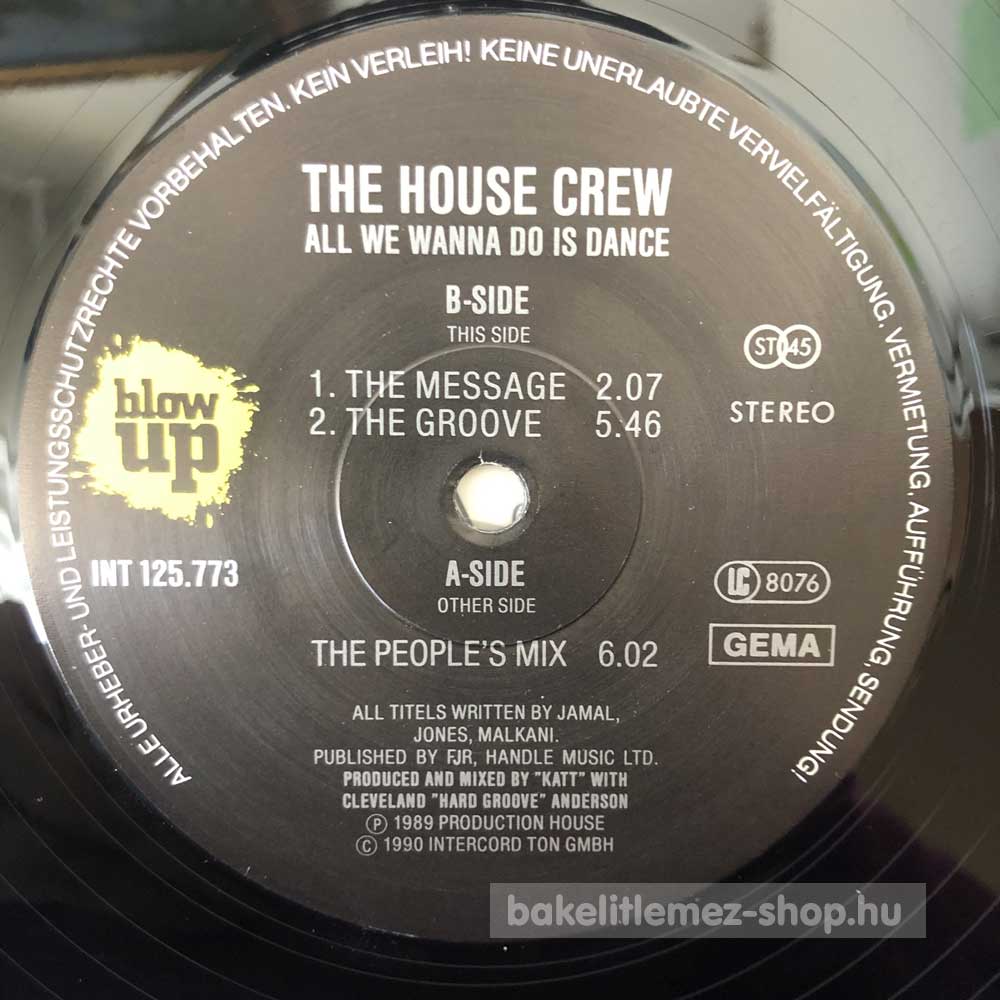 ALLE URHEBER- UND LEISTUNGSSCHUTZRECHTE VORBEHALTEN. KEIN VERLEIH! KEINE UNERLAUBTE VERVIELFÄLTIGUNG, VERMIETUNG, AUFFÜHRUNG, SENDUNG!
THE HOUSE CREW
ALL WE WANNA DO IS DANCE
B-SIDE
THIS SIDE
1. THE MESSAGE 2.07
2. THE GROOVE 5.46
ST 45
STEREO
blow
up
INT 125.773
A-SIDE
OTHER SIDE
THE PEOPLE'S MIX 6.02
LC 8076
GEMA
ALL TITELS WRITTEN BY JAMAL,
JONES, MALKANI.
PUBLISHED BY FJR, HANDLE MUSIC LTD.
PRODUCED AND MIXED BY "KATT" WITH
CLEVELAND "HARD GROOVE" ANDERSON
Ⓟ 1989 PRODUCTION HOUSE
© 1990 INTERCORD TON GMBH
bakelitlemez-shop.hu